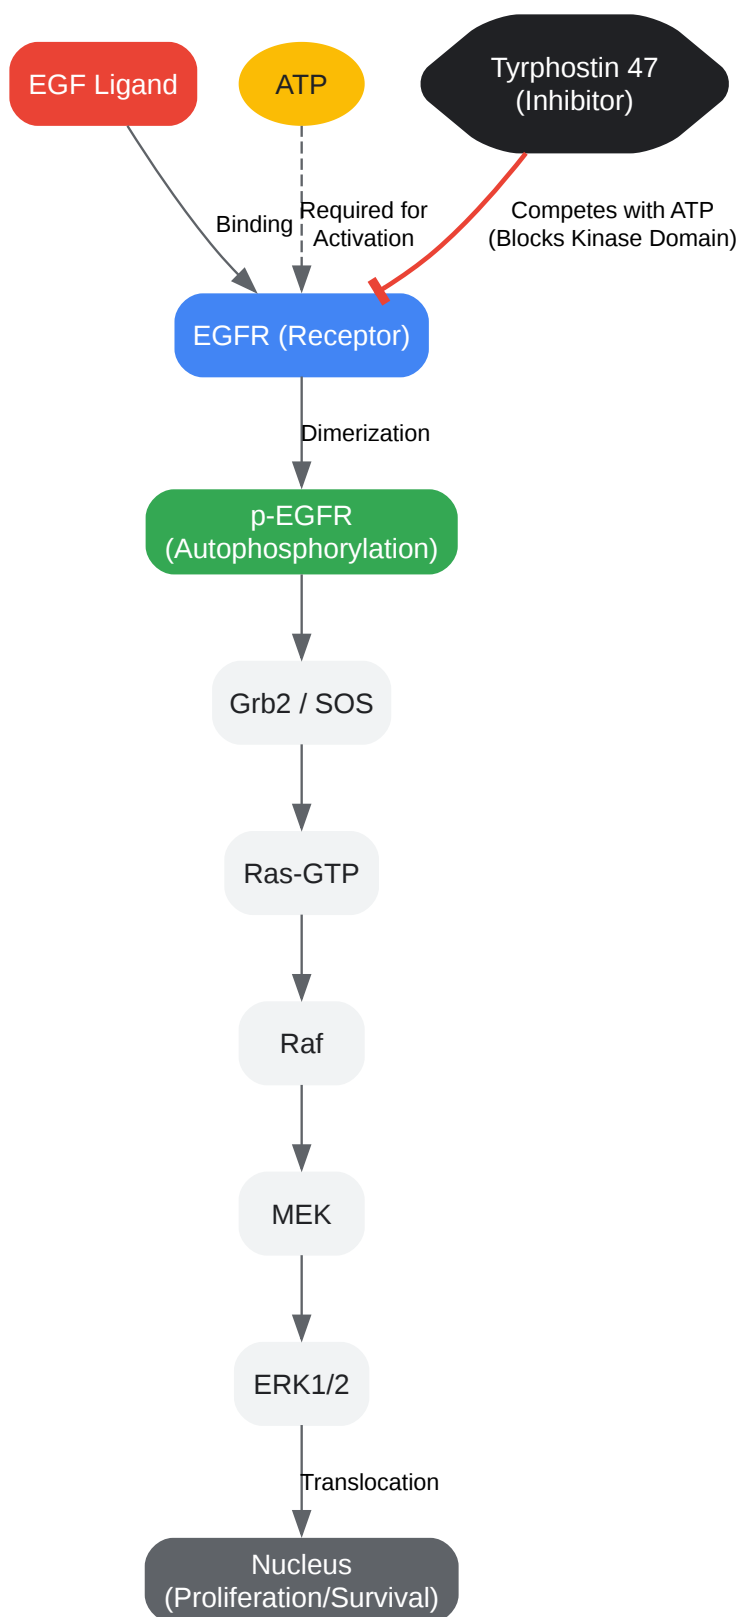 EGF Ligand
ATP
Tyrphostin 47
(Inhibitor)
Binding
Required for
Activation
Competes with ATP
(Blocks Kinase Domain)
EGFR (Receptor)
Dimerization
p-EGFR
(Autophosphorylation)
Grb2 / SOS
Ras-GTP
Raf
MEK
ERK1/2
Translocation
Nucleus
(Proliferation/Survival)